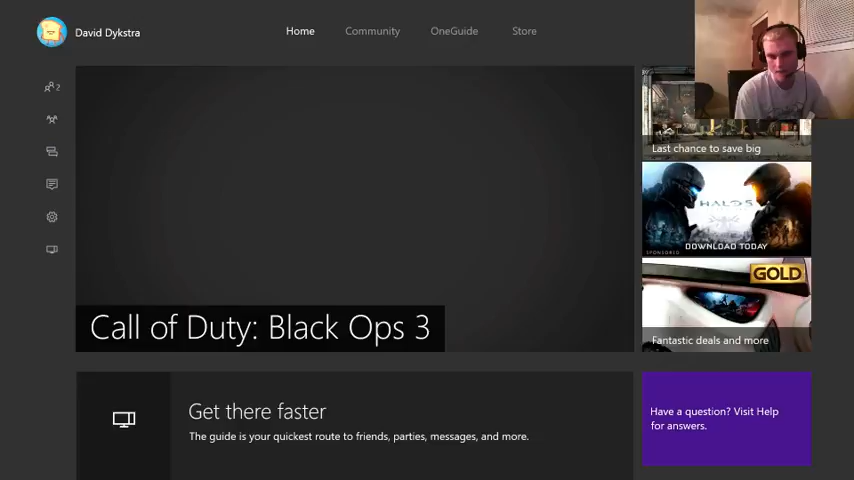 David Dykstra
Home
Community
OneGuide
Store
2
Last chance to save big
HALO 5
DOWNLOAD TODAY
SPONSORED
GOLD
Fantastic deals and more
Call of Duty: Black Ops 3
Get there faster
The guide is your quickest route to friends, parties, messages, and more.
Have a question? Visit Help
for answers.